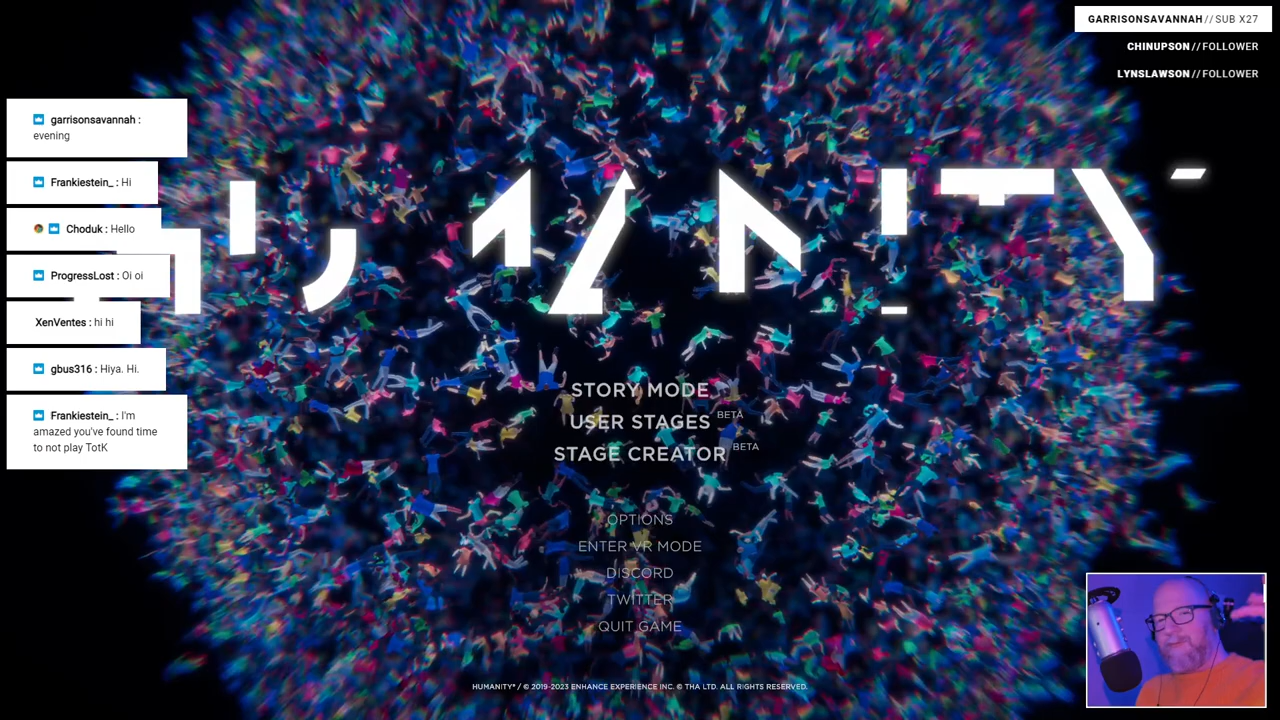 GARRISONSAVANNAH // SUB X27
CHINUPSON // FOLLOWER
LYNSLAWSON // FOLLOWER
garrisonsavannah :
evening
Frankiestein_ : Hi
Choduk : Hello
ProgressLost : Oi oi
XenVentes : hi hi
gbus316 : Hiya. Hi.
Frankiestein_ : I'm
amazed you've found time
to not play TotK
STORY MODE
USER STAGES BETA
STAGE CREATOR BETA
OPTIONS
ENTER VR MODE
DISCORD
TWITTER
QUIT GAME
HUMANITY® / © 2019-2023 ENHANCE EXPERIENCE INC. © THA LTD. ALL RIGHTS RESERVED.